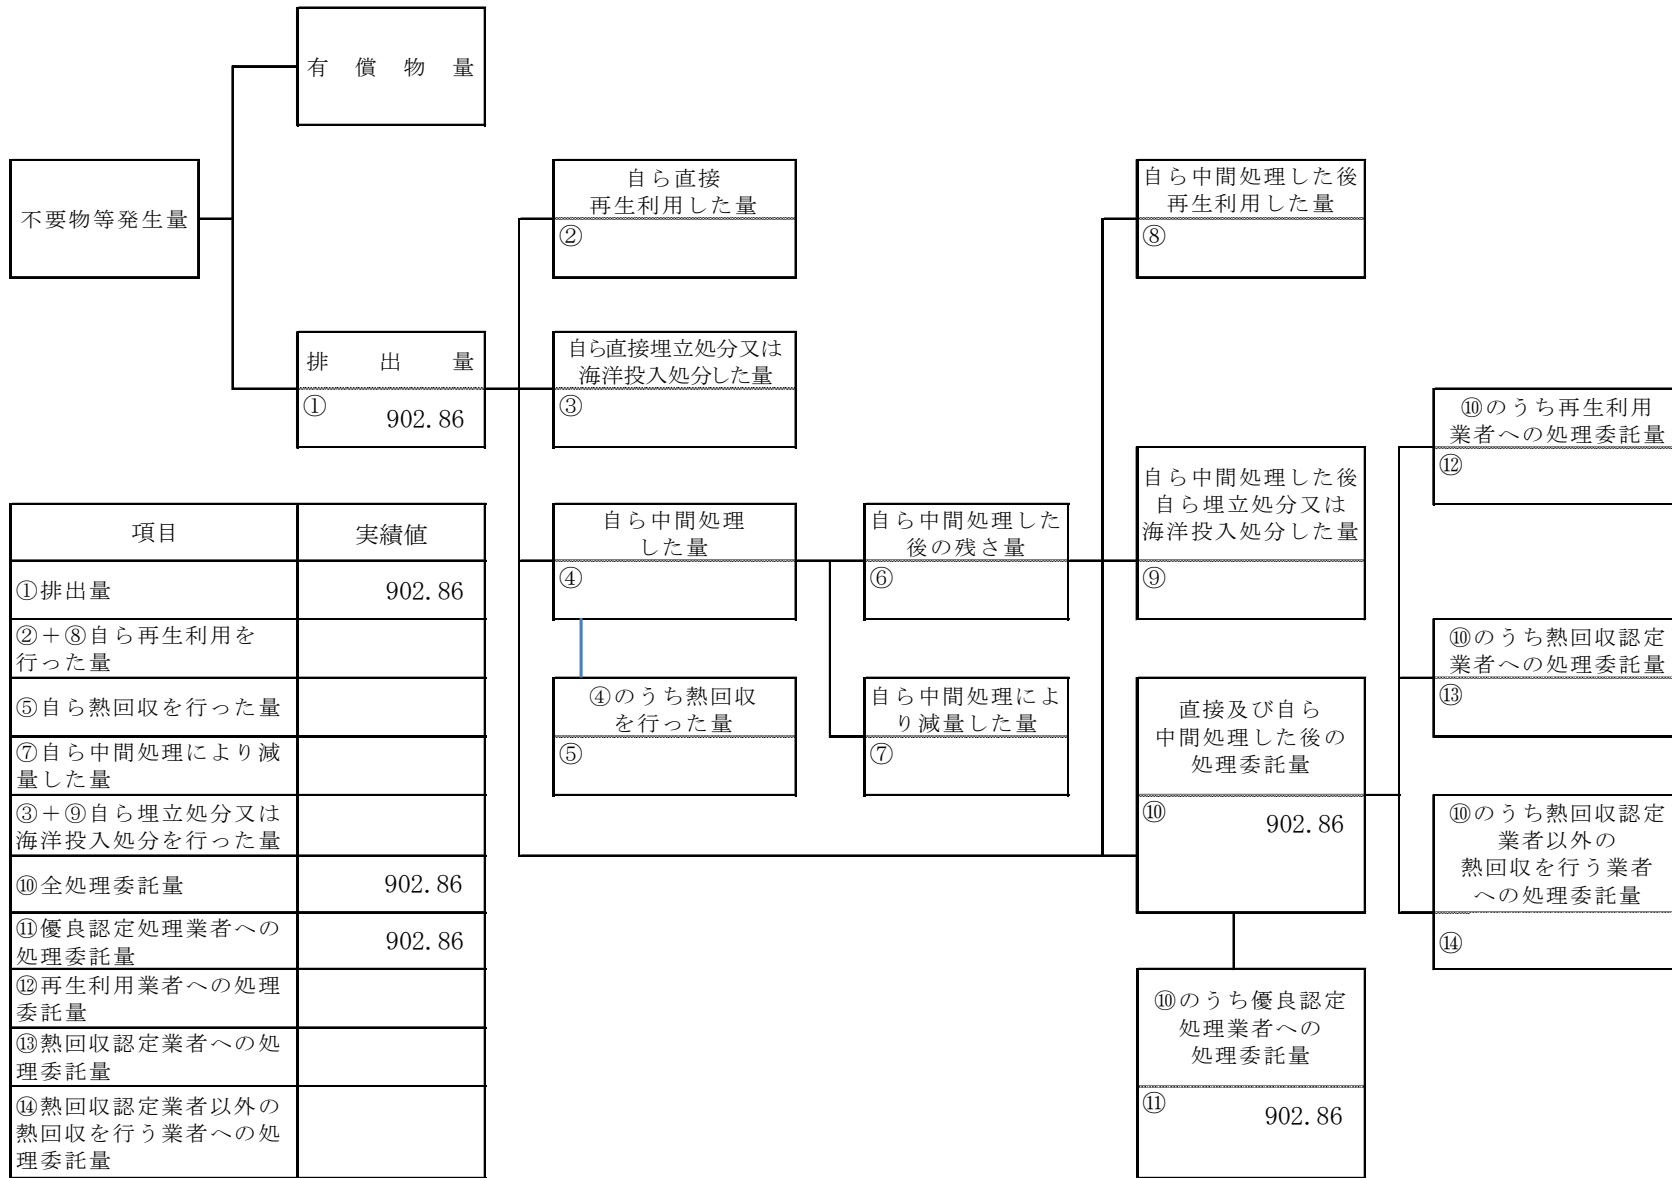 有償物量
不要物等発生量
排出量
①
902.86
自ら直接
再生利用した量
②
自ら直接埋立処分又は
海洋投入処分した量
③
自ら中間処理
した量
④
④のうち熱回収
を行った量
⑤
自ら中間処理した
後の残さ量
⑥
自ら中間処理によ
り減量した量
⑦
自ら中間処理した後
再生利用した量
⑧
自ら中間処理した後
自ら埋立処分又は
海洋投入処分した量
⑨
直接及び自ら
中間処理した後の
処理委託量
⑩
902.86
⑩のうち優良認定
処理業者への
処理委託量
⑪
902.86
⑩のうち再生利用
業者への処理委託量
⑫
⑩のうち熱回収認定
業者への処理委託量
⑬
⑩のうち熱回収認定
業者以外の
熱回収を行う業者
への処理委託量
⑭
項目 実績値
①排出量 902.86
②+⑧自ら再生利用を
行った量
⑤自ら熱回収を行った量
⑦自ら中間処理により減
量した量
③+⑨自ら埋立処分又は
海洋投入処分を行った量
⑩全処理委託量 902.86
⑪優良認定処理業者への
処理委託量 902.86
⑫再生利用業者への処理
委託量
⑬熱回収認定業者への処
理委託量
⑭熱回収認定業者以外の
熱回収を行う業者への処
理委託量